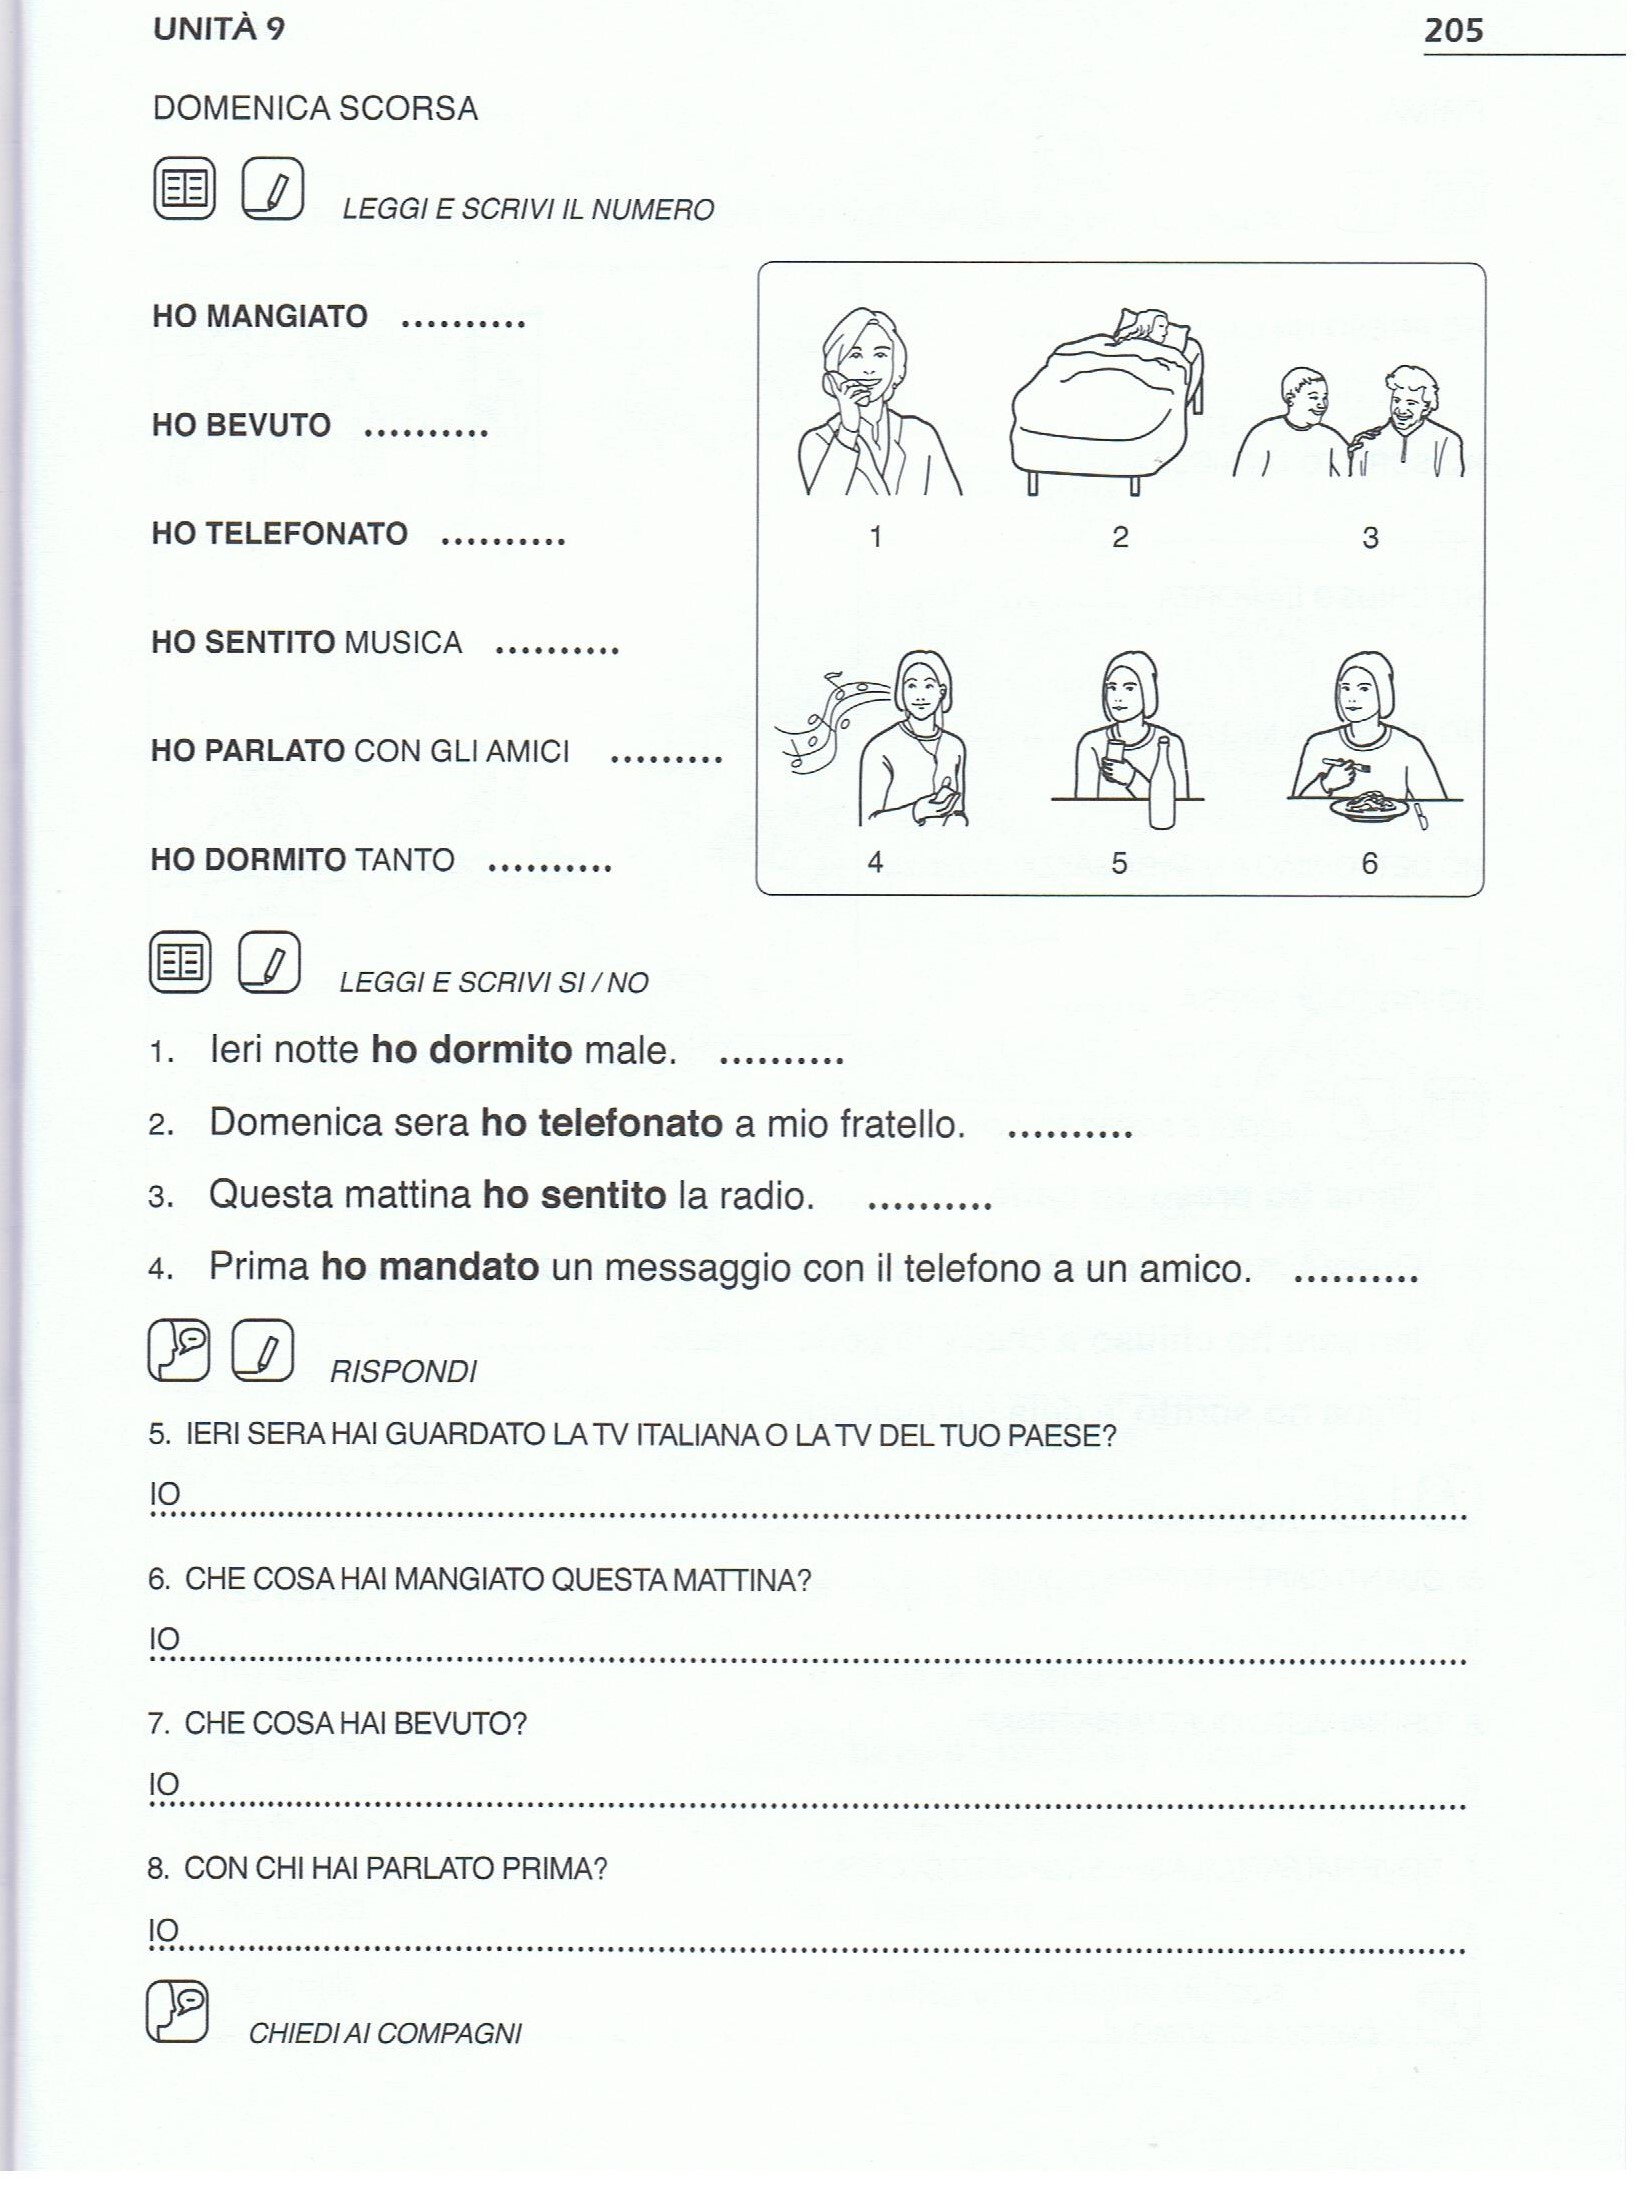 UNITÀ 9
205
DOMENICA SCORSA
LEGGI E SCRIVI IL NUMERO
HO MANGIATO ..........
HO BEVUTO ..........
HO TELEFONATO ..........
HO SENTITO MUSICA ..........
HO PARLATO CON GLI AMICI .........
HO DORMITO TANTO ..........
1 2 3
4 5 6
LEGGI E SCRIVI SI / NO
1. Ieri notte ho dormito male. ..........
2. Domenica sera ho telefonato a mio fratello. ..........
3. Questa mattina ho sentito la radio. ..........
4. Prima ho mandato un messaggio con il telefono a un amico. ..........
RISPONDI
5. IERI SERA HAI GUARDATO LA TV ITALIANA O LA TV DEL TUO PAESE?
IO
6. CHE COSA HAI MANGIATO QUESTA MATTINA?
IO
7. CHE COSA HAI BEVUTO?
IO
8. CON CHI HAI PARLATO PRIMA?
IO
CHIEDI AI COMPAGNI